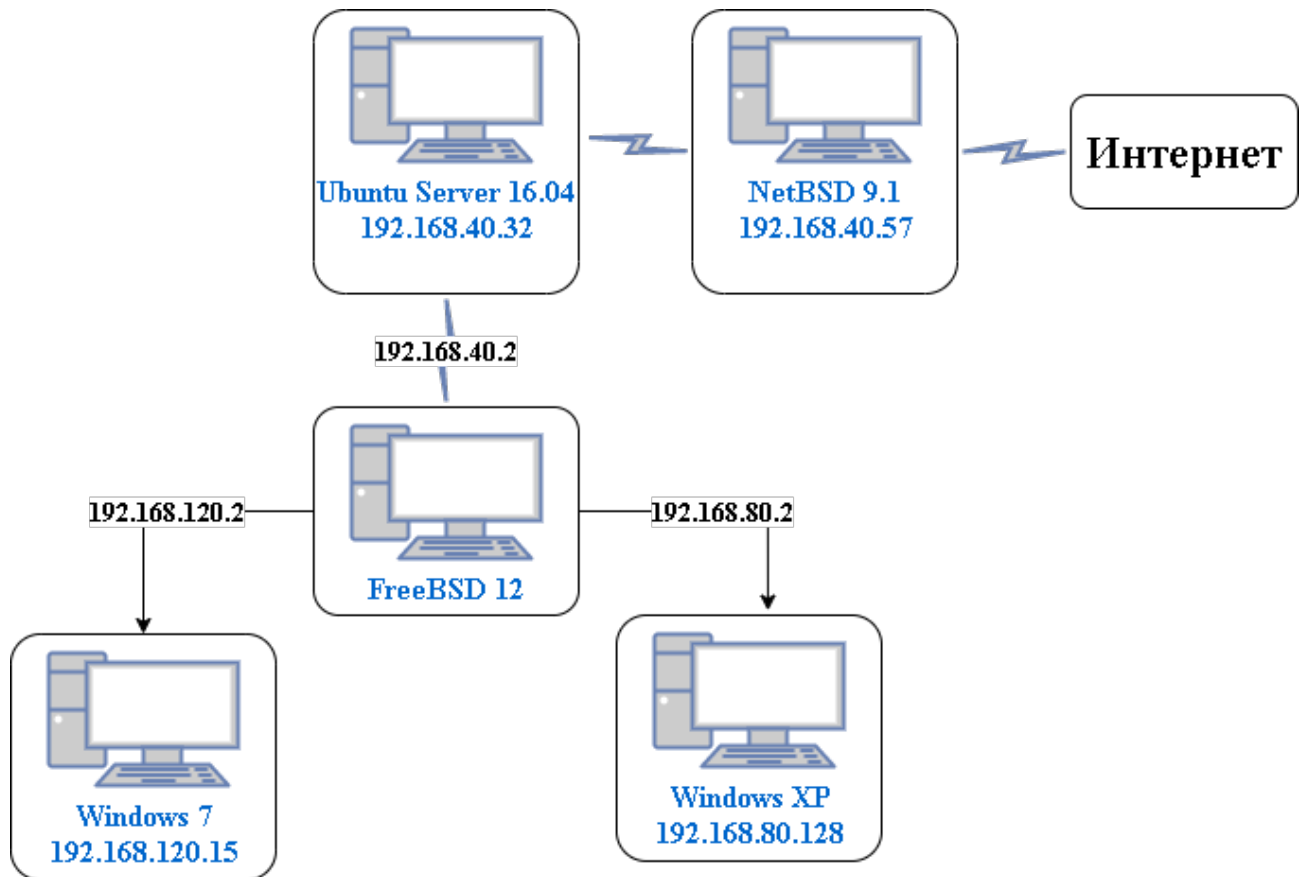 Ubuntu Server 16.04
192.168.40.32
NetBSD 9.1
192.168.40.57
Интернет
192.168.40.2
192.168.120.2
192.168.80.2
FreeBSD 12
Windows 7
192.168.120.15
Windows XP
192.168.80.128